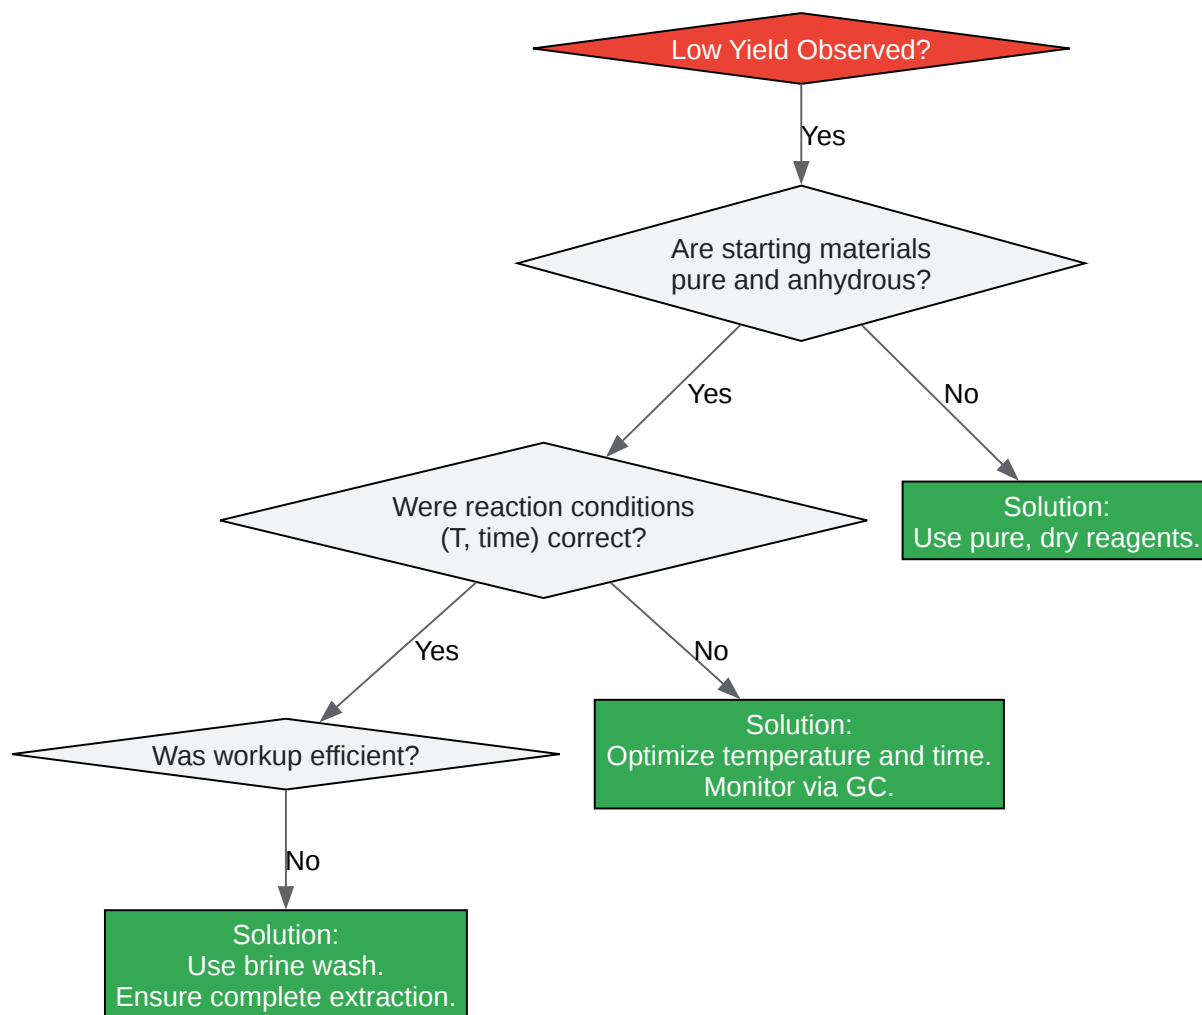 Low Yield Observed?
Yes
Are starting materials
pure and anhydrous?
Yes
No
Were reaction conditions
(T, time) correct?
Solution:
Use pure, dry reagents.
Yes
No
Was workup efficient?
Solution:
Optimize temperature and time.
Monitor via GC.
No
Solution:
Use brine wash.
Ensure complete extraction.